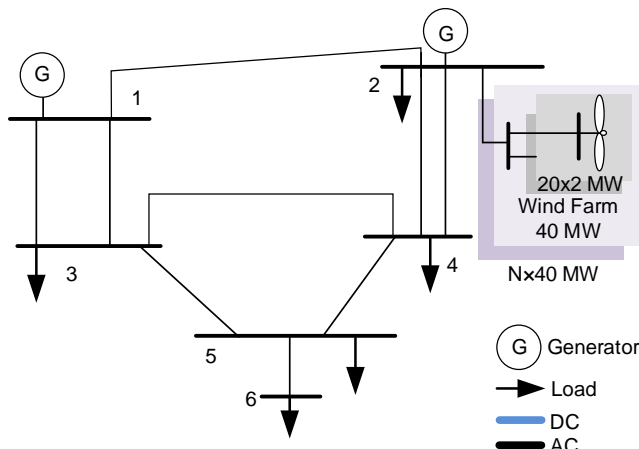 G
G
1
2
20x2 MW
Wind Farm
40 MW
3
4
N×40 MW
5
6
G Generator
Load
DC
AC